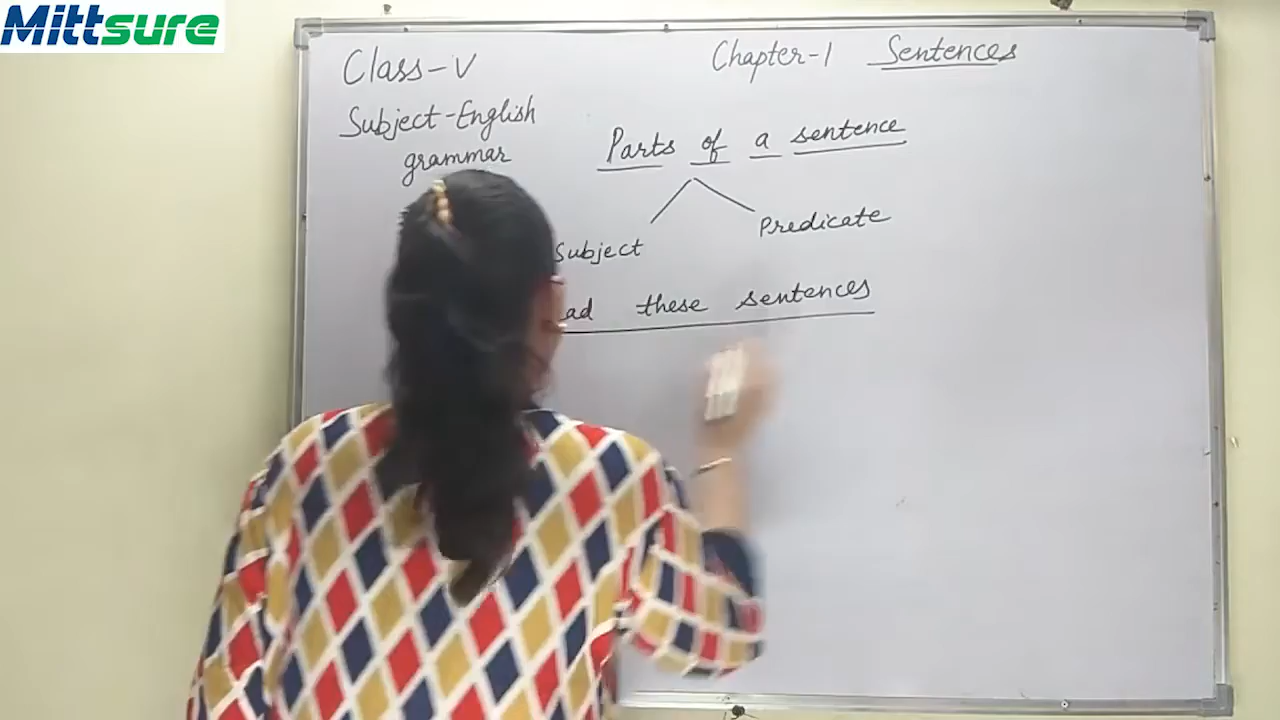 Mittsure
Class-V
Chapter-1 Sentences
Subject-English
grammar
Parts of a sentence
Subject
Predicate
these sentences